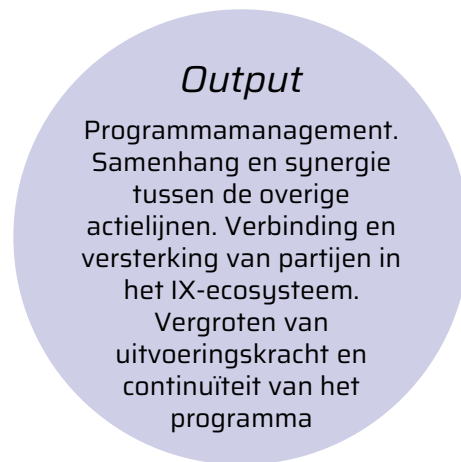 Output
Programmamanagement.
Samenhang en synergie
tussen de overige
actielijnen. Verbinding en
versterking van partijen in
het IX-ecosysteem.
Vergroten van
uitvoeringskracht en
continuïteit van het
programma